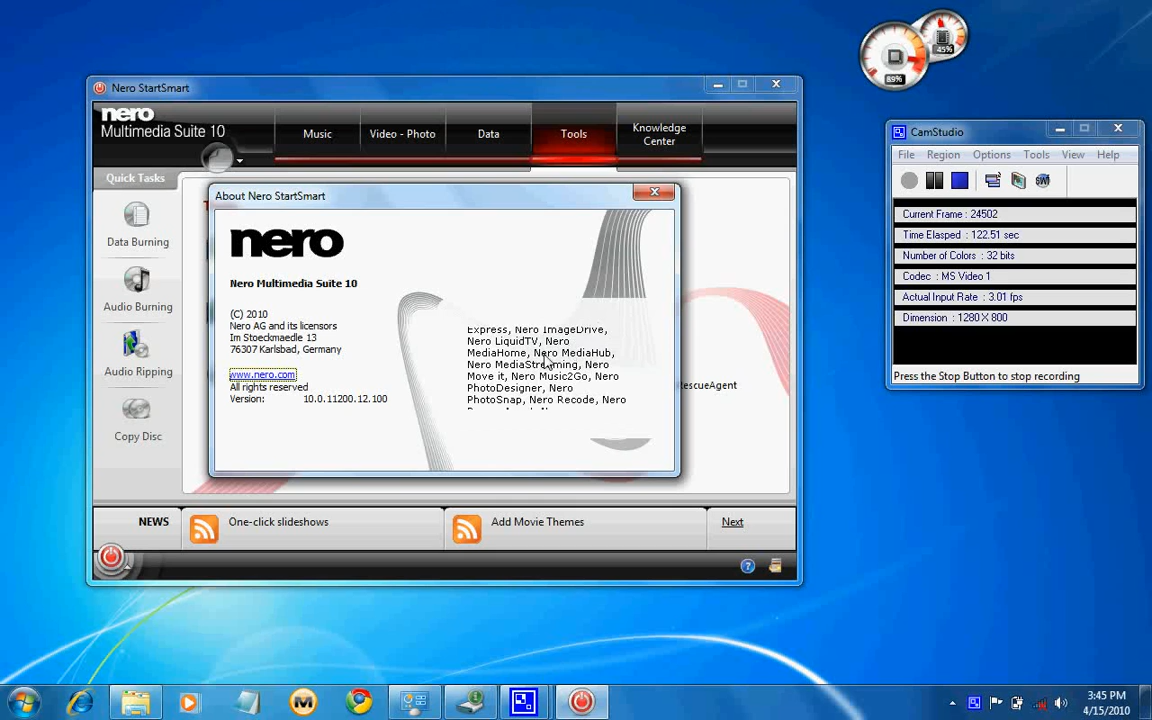 89%
45%
Nero StartSmart
nero
Multimedia Suite 10
Music
Video - Photo
Data
Tools
Knowledge
Center
Quick Tasks
Data Burning
Audio Burning
Audio Ripping
Copy Disc
About Nero StartSmart
nero
Nero Multimedia Suite 10
(C) 2010
Nero AG and its licensors
Im Stoeckmaedle 13
76307 Karlsbad, Germany
www.nero.com
All rights reserved
Version: 10.0.11200.12.100
Express, Nero ImageDrive,
Nero LiquidTV, Nero
MediaHome, Nero MediaHub,
Nero MediaStreaming, Nero
Move it, Nero Music2Go, Nero
PhotoDesigner, Nero
PhotoSnap, Nero Recode, Nero
RescueAgent
NEWS
One-click slideshows
Add Movie Themes
Next
CamStudio
File Region Options Tools View Help
SWF
Current Frame : 24502
Time Elasped : 122.51 sec
Number of Colors : 32 bits
Codec : MS Video 1
Actual Input Rate : 3.01 fps
Dimension : 1280 X 800
Press the Stop Button to stop recording
3:45 PM
4/15/2010